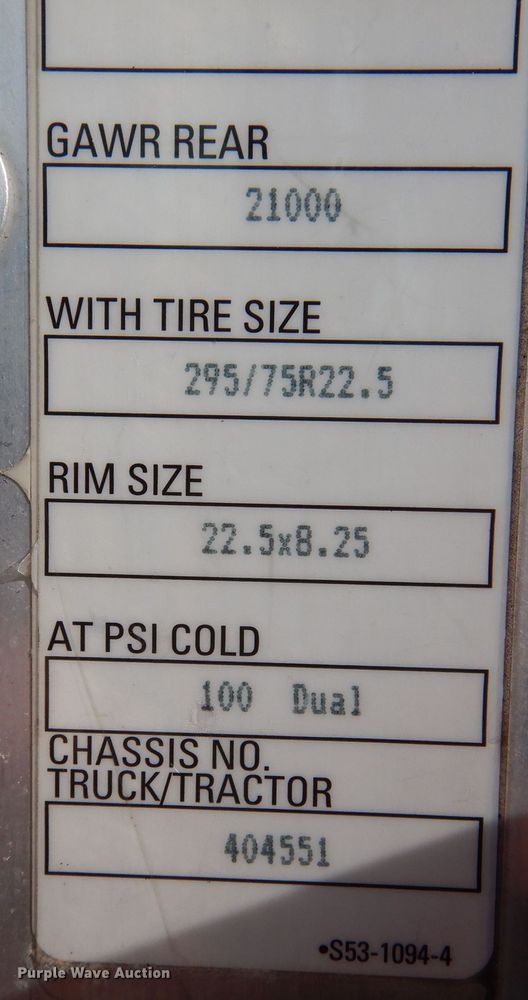 GAWR REAR
21000
WITH TIRE SIZE
295/75R22.5
RIM SIZE
22.5x8.25
AT PSI COLD
100 Dual
CHASSIS NO.
TRUCK/TRACTOR
404551
•S53-1094-4
Purple Wave Auction